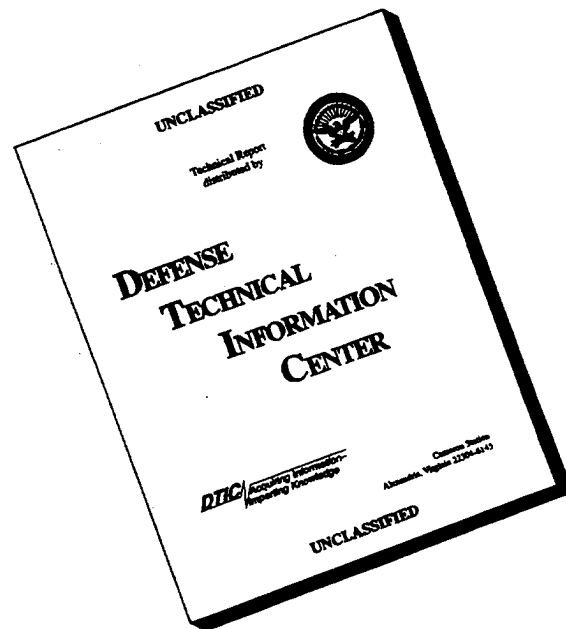 UNCLASSIFIED
Technical Report
distributed by
DEFENSE
TECHNICAL
INFORMATION
CENTER
DTIC
Acquiring Information-
Imparting Knowledge
Cameron Station
Alexandria, Virginia 22304-6145
UNCLASSIFIED